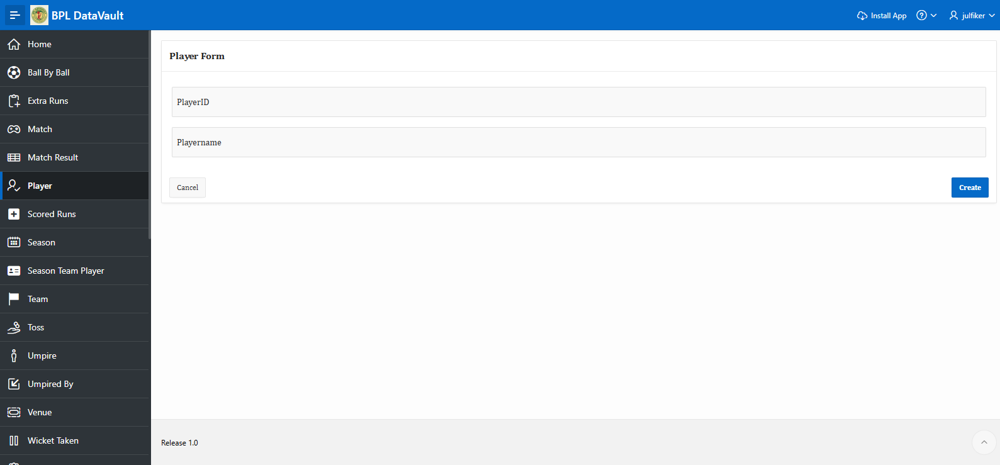 BPL DataVault
Install App
julfiker
Home
Ball By Ball
Extra Runs
Match
Match Result
Player
Scored Runs
Season
Season Team Player
Team
Toss
Umpire
Umpired By
Venue
Wicket Taken
Player Form
PlayerID
Playername
Cancel
Create
Release 1.0